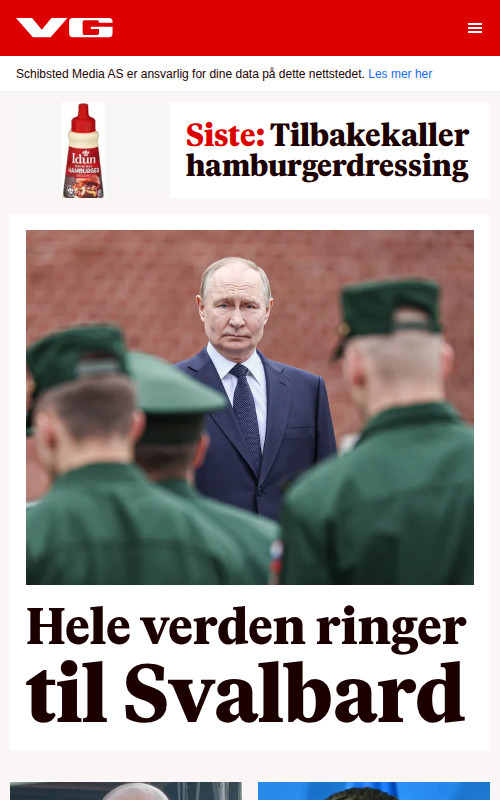 VG
Schibsted Media AS er ansvarlig for dine data på dette nettstedet. Les mer her
Idun
HAMBURGER
Siste: Tilbakekaller
hamburgerdressing
Hele verden ringer
til Svalbard